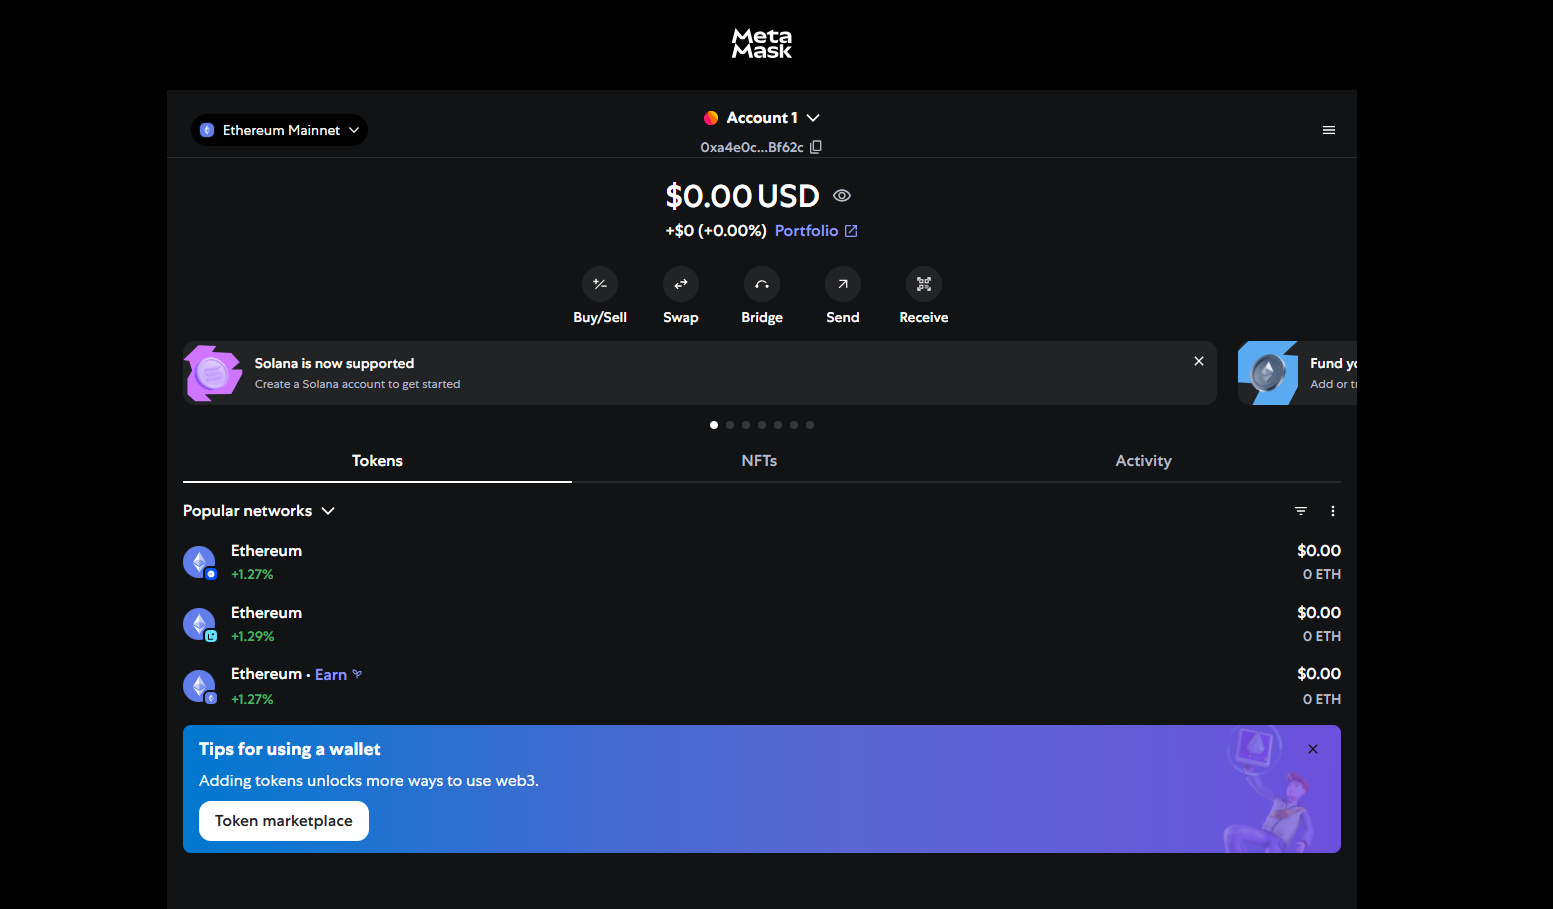 Meta
Mask
Ethereum Mainnet
Account 1
0xa4e0c...Bf62c
$0.00 USD
+$0 (+0.00%) Portfolio
Buy/Sell
Swap
Bridge
Send
Receive
Solana is now supported
Create a Solana account to get started
Fund
Add or
Tokens
NFTs
Activity
Popular networks
Ethereum
$0.00
+1.27%
0 ETH
Ethereum
$0.00
+1.29%
0 ETH
Ethereum • Earn
$0.00
+1.27%
0 ETH
Tips for using a wallet
Adding tokens unlocks more ways to use web3.
Token marketplace